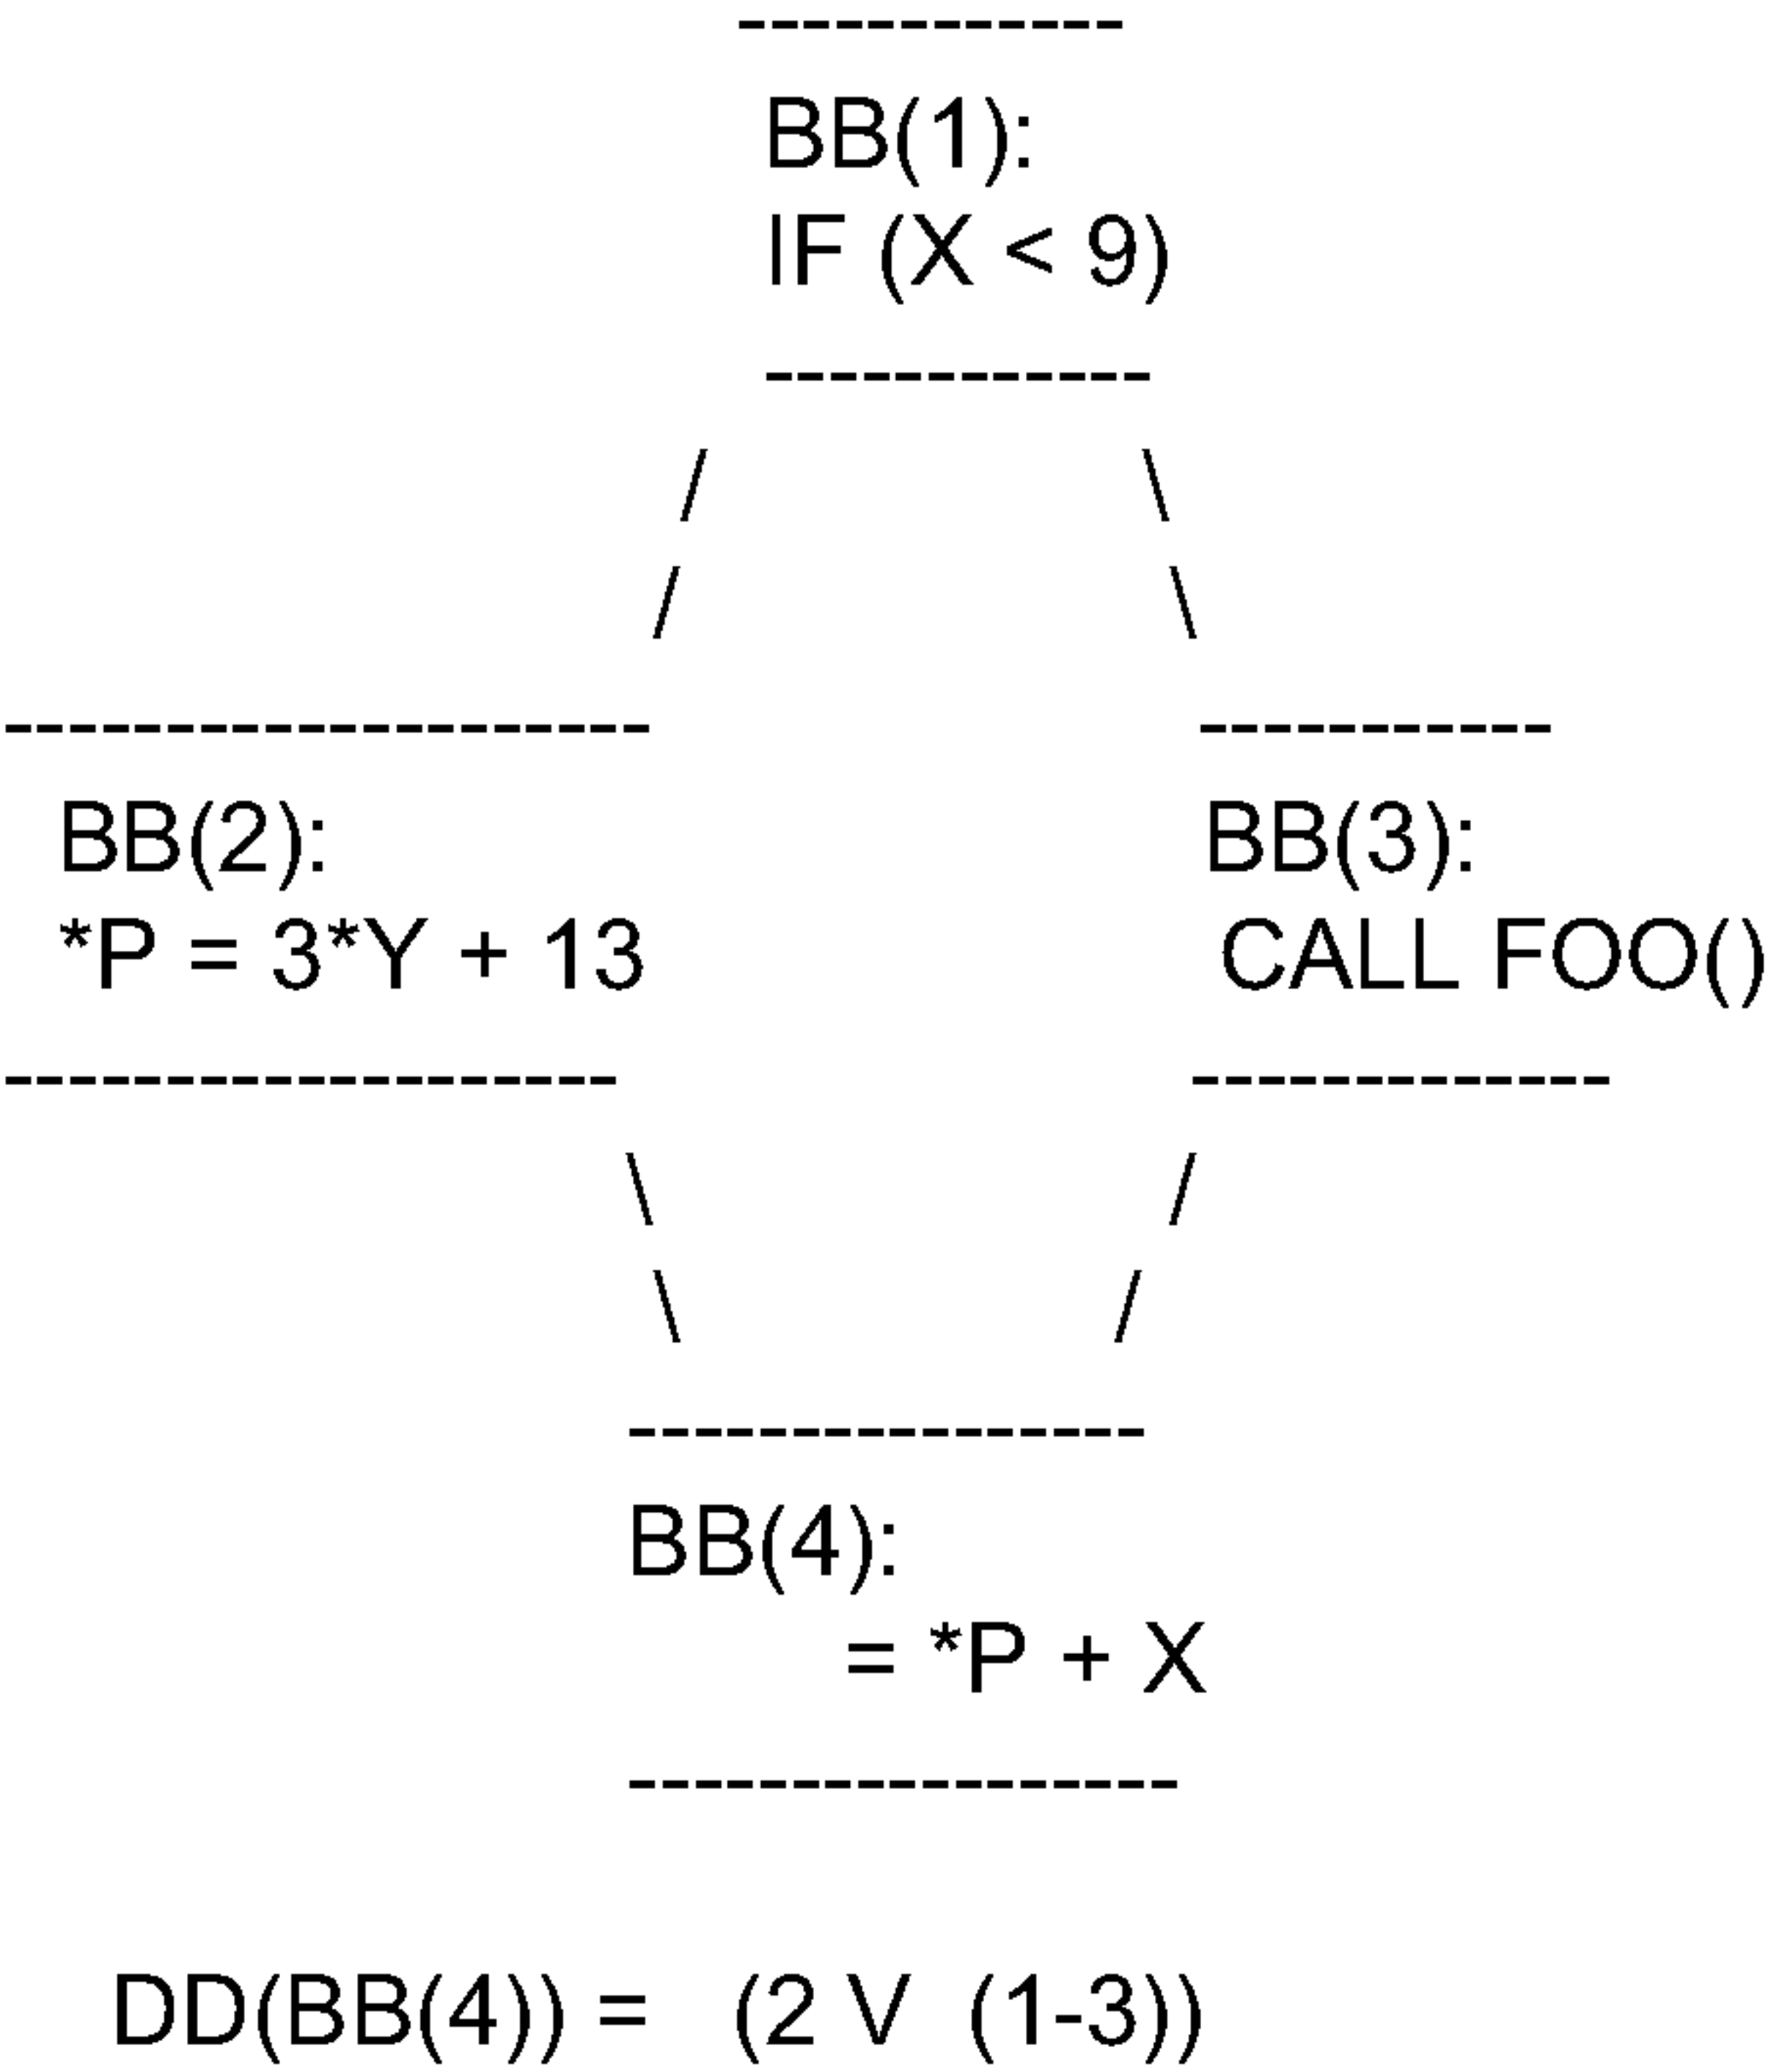 -------------
BB(1):
IF (X < 9)
-------------
/ \
/ \
-------------------- -----------
BB(2): BB(3):
*P = 3*Y + 13 CALL FOO()
------------------- -------------
\ /
\ /
----------------
BB(4):
= *P + X
-----------------
DD(BB(4)) = (2 V (1-3))